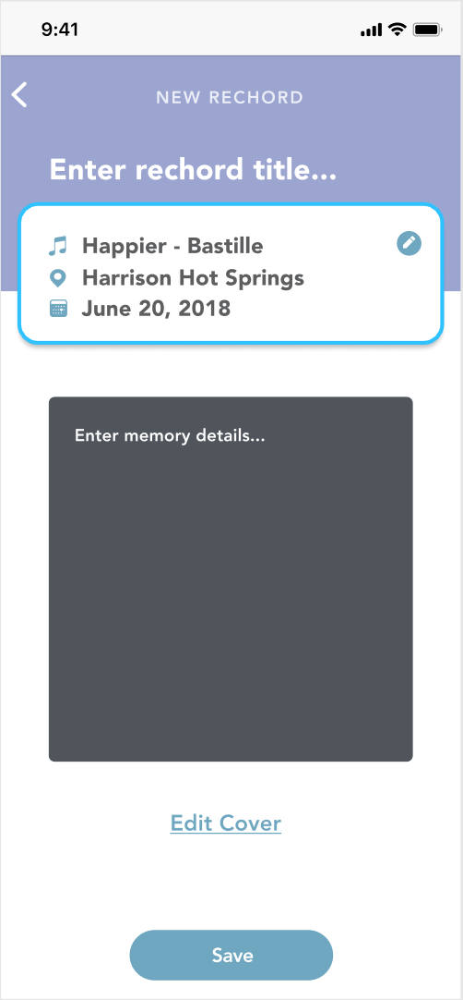 9:41
NEW RECHORD
Enter rechord title...
Happier - Bastille
Harrison Hot Springs
June 20, 2018
Enter memory details...
Edit Cover
Save